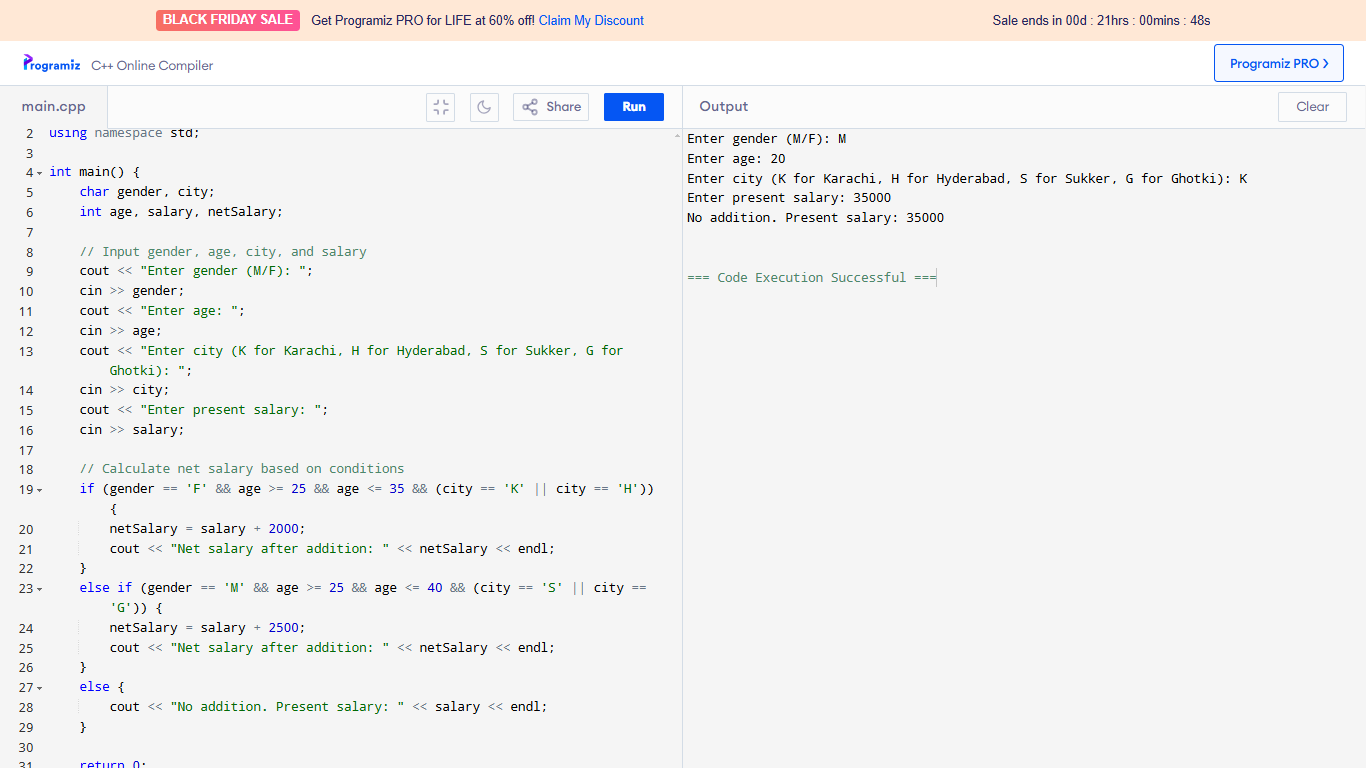 BLACK FRIDAY SALE Get Programiz PRO for LIFE at 60% off! Claim My Discount Sale ends in 00d : 21hrs : 00mins : 48s
Programiz C++ Online Compiler Programiz PRO >
main.cpp Share Run Output Clear
2 using namespace std;
3
4 int main() {
5 char gender, city;
6 int age, salary, netSalary;
7
8 // Input gender, age, city, and salary
9 cout << "Enter gender (M/F): ";
10 cin >> gender;
11 cout << "Enter age: ";
12 cin >> age;
13 cout << "Enter city (K for Karachi, H for Hyderabad, S for Sukker, G for
Ghotki): ";
14 cin >> city;
15 cout << "Enter present salary: ";
16 cin >> salary;
17
18 // Calculate net salary based on conditions
19 if (gender == 'F' && age >= 25 && age <= 35 && (city == 'K' || city == 'H'))
{
20 netSalary = salary + 2000;
21 cout << "Net salary after addition: " << netSalary << endl;
22 }
23 else if (gender == 'M' && age >= 25 && age <= 40 && (city == 'S' || city ==
'G')) {
24 netSalary = salary + 2500;
25 cout << "Net salary after addition: " << netSalary << endl;
26 }
27 else {
28 cout << "No addition. Present salary: " << salary << endl;
29 }
30
31 return 0;
Enter gender (M/F): M
Enter age: 20
Enter city (K for Karachi, H for Hyderabad, S for Sukker, G for Ghotki): K
Enter present salary: 35000
No addition. Present salary: 35000
=== Code Execution Successful ===